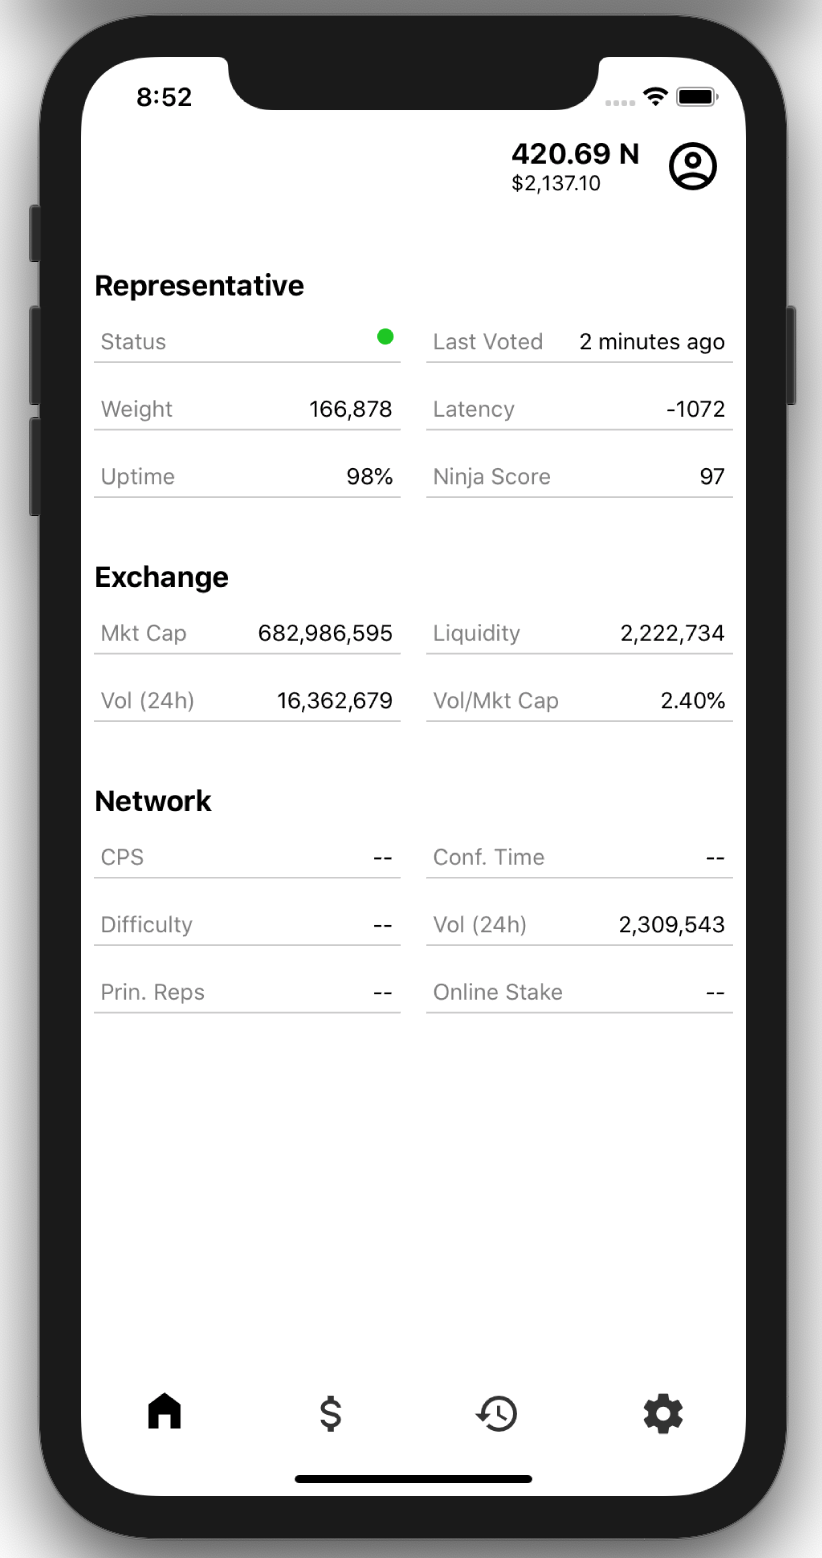 8:52
420.69 N
$2,137.10
Representative
Status
Last Voted 2 minutes ago
Weight 166,878
Latency -1072
Uptime 98%
Ninja Score 97
Exchange
Mkt Cap 682,986,595
Liquidity 2,222,734
Vol (24h) 16,362,679
Vol/Mkt Cap 2.40%
Network
CPS --
Conf. Time --
Difficulty --
Vol (24h) 2,309,543
Prin. Reps --
Online Stake --